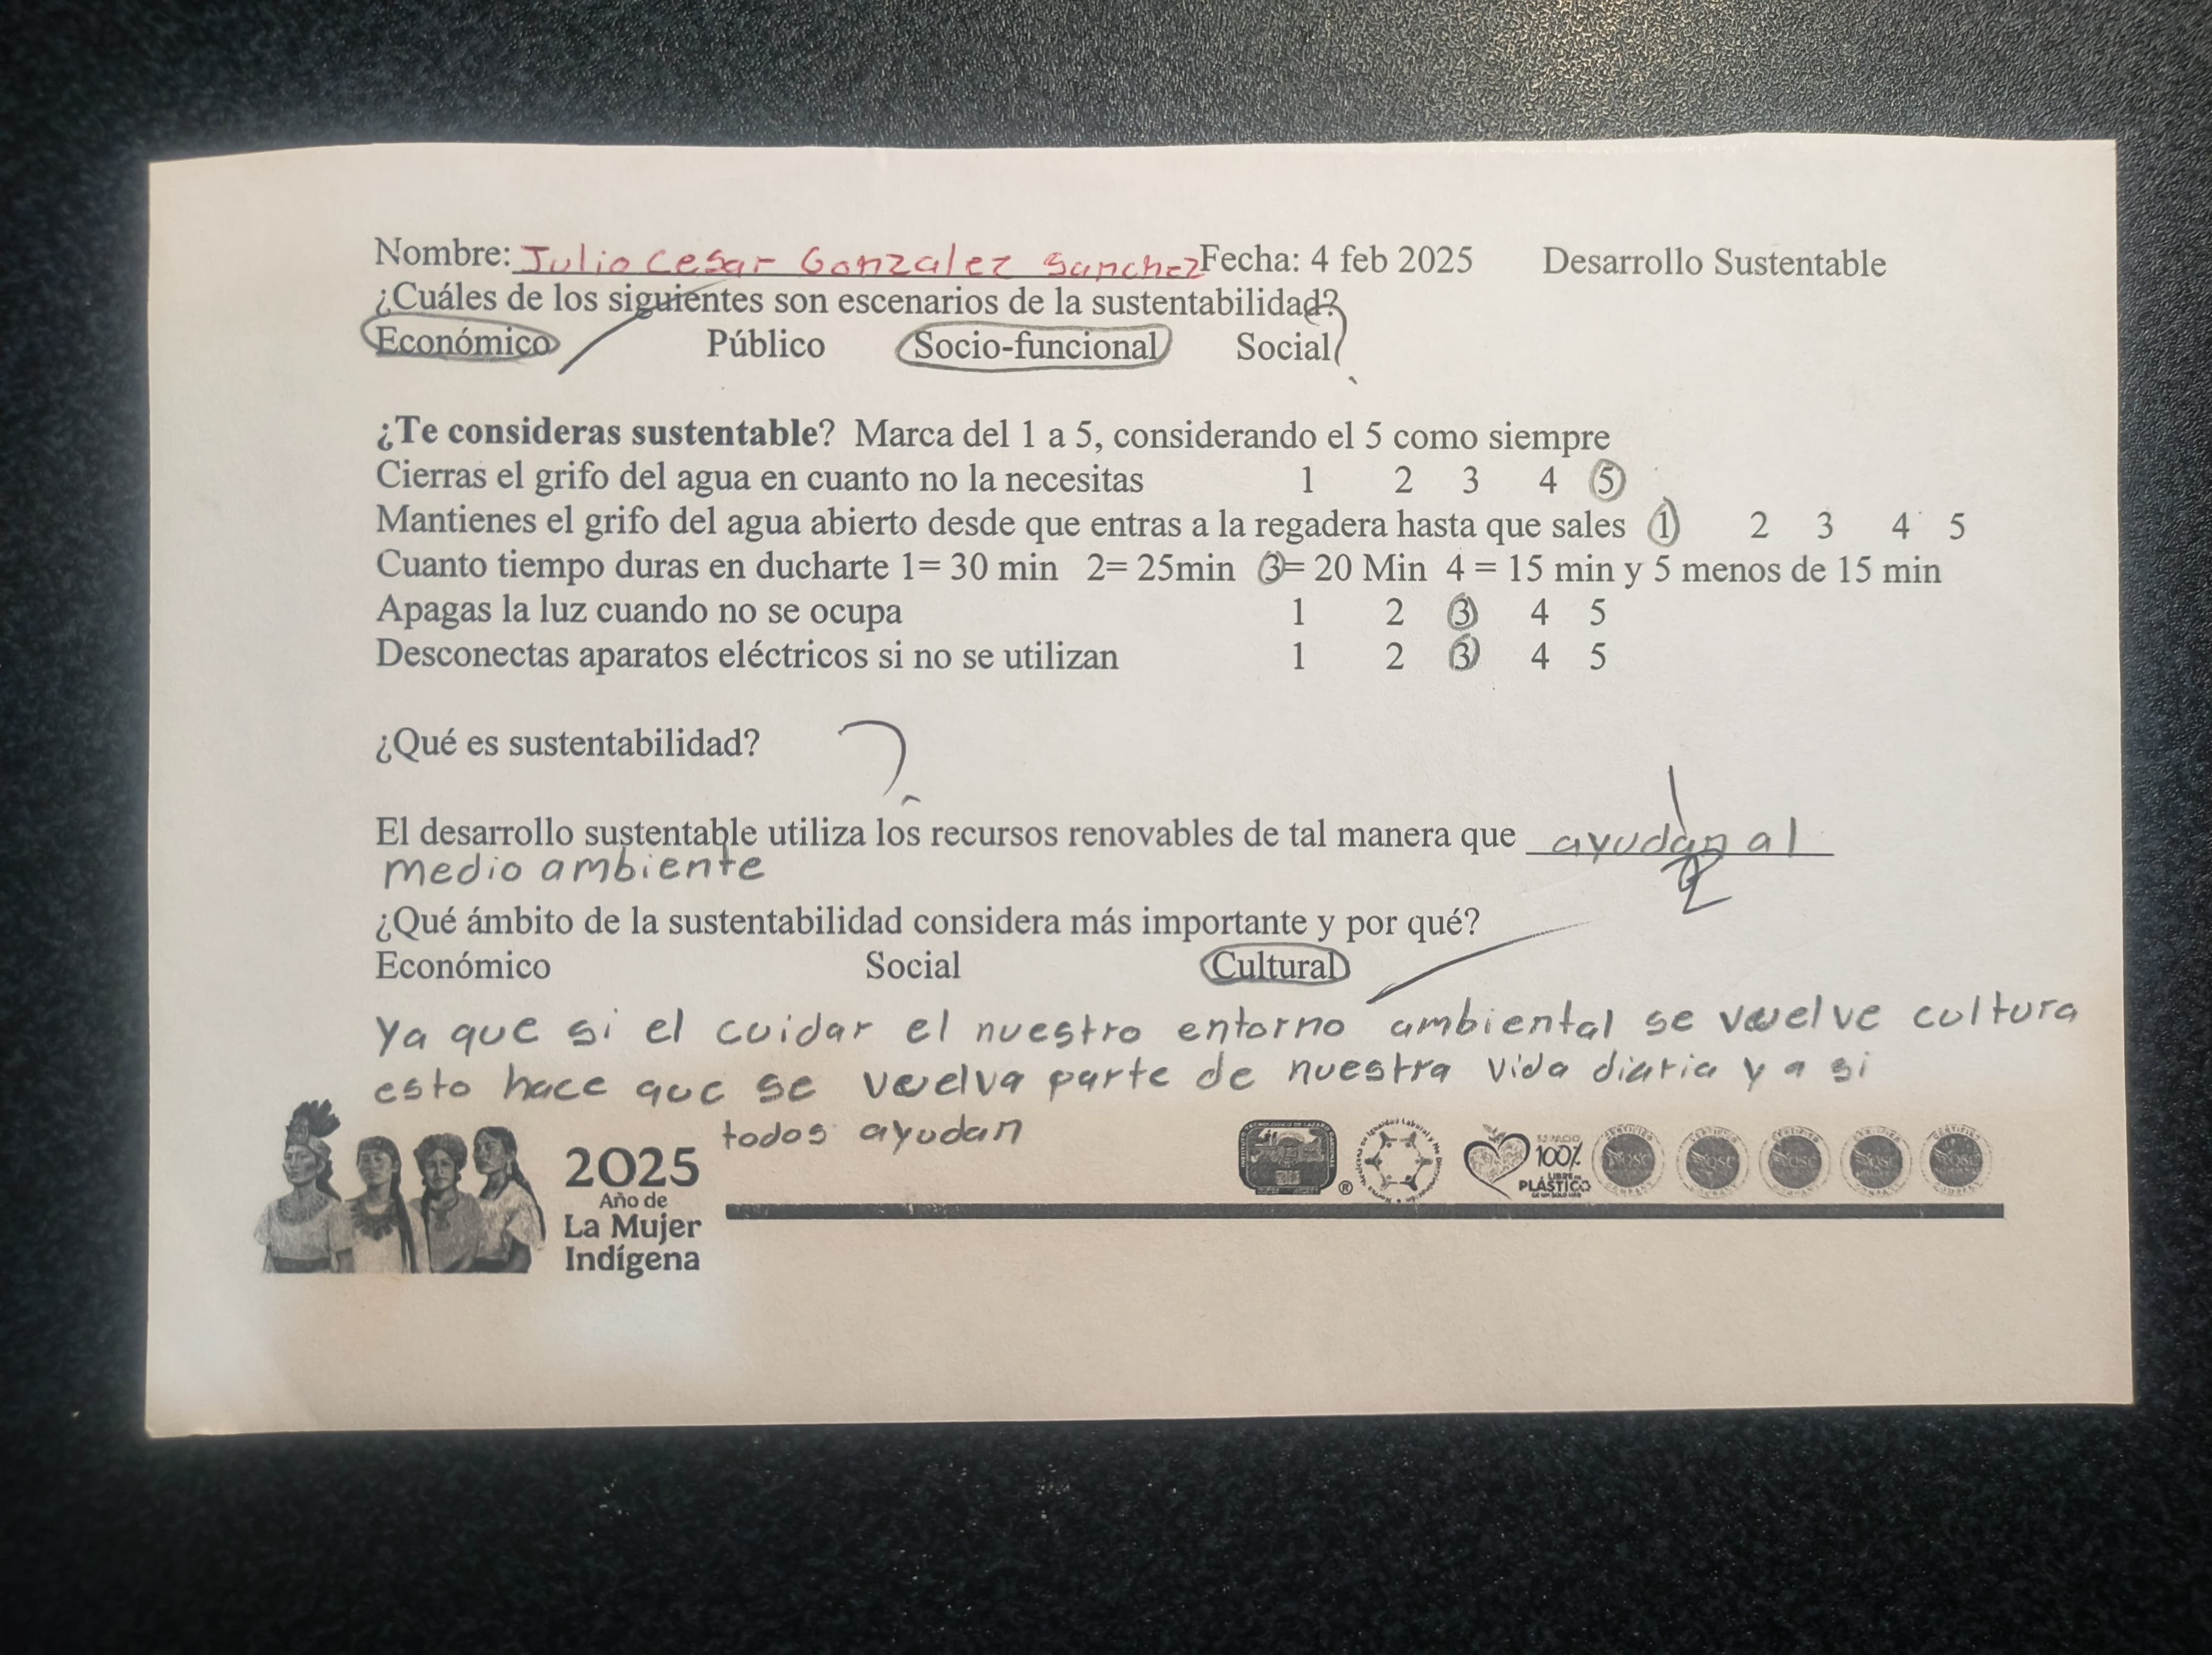 Nombre: Julio Cesar Gonzalez Sanchez Fecha: 4 feb 2025 Desarrollo Sustentable
¿Cuáles de los siguientes son escenarios de la sustentabilidad?
Económico Público Socio-funcional Social
¿Te consideras sustentable? Marca del 1 a 5, considerando el 5 como siempre
Cierras el grifo del agua en cuanto no la necesitas 1 2 3 4 5
Mantienes el grifo del agua abierto desde que entras a la regadera hasta que sales 1 2 3 4 5
Cuanto tiempo duras en ducharte 1= 30 min 2= 25min 3= 20 Min 4 = 15 min y 5 menos de 15 min
Apagas la luz cuando no se ocupa 1 2 3 4 5
Desconectas aparatos eléctricos si no se utilizan 1 2 3 4 5
¿Qué es sustentabilidad?
El desarrollo sustentable utiliza los recursos renovables de tal manera que ayudan al
medio ambiente
1/2
¿Qué ámbito de la sustentabilidad considera más importante y por qué?
Económico Social Cultural
Ya que si el cuidar el nuestro entorno ambiental se vuelve cultura
esto hace que se vuelva parte de nuestra vida diaria y a si
todos ayudan
2025
Año de
La Mujer
Indígena
ESPACIO
100%
LIBRE DE
PLÁSTICO
DE UN SOLO USO